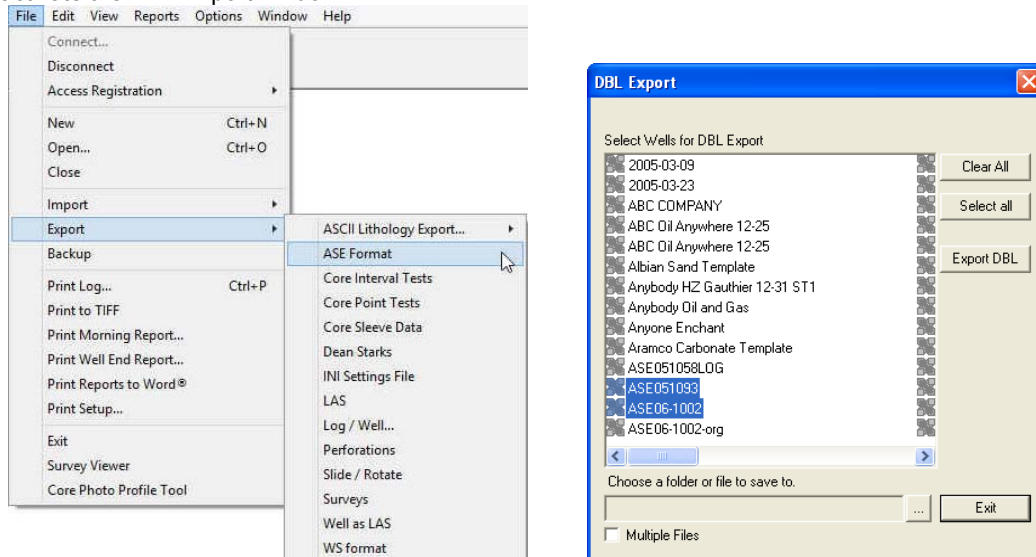 File Edit View Reports Options Window Help
Connect...
Disconnect
Access Registration
New Ctrl+N
Open... Ctrl+O
Close
Import
Export
Backup
Print Log... Ctrl+P
Print to TIFF
Print Morning Report...
Print Well End Report...
Print Reports to Word®
Print Setup...
Exit
Survey Viewer
Core Photo Profile Tool
ASCII Lithology Export...
ASE Format
Core Interval Tests
Core Point Tests
Core Sleeve Data
Dean Starks
INI Settings File
LAS
Log / Well...
Perforations
Slide / Rotate
Surveys
Well as LAS
WS format
DBL Export
Select Wells for DBL Export
2005-03-09
2005-03-23
ABC COMPANY
ABC Oil Anywhere 12-25
ABC Oil Anywhere 12-25
Albian Sand Template
Anybody HZ Gauthier 12-31 ST1
Anybody Oil and Gas
Anyone Enchant
Aramco Carbonate Template
ASE051058LOG
ASE051093
ASE06-1002
ASE06-1002-org
Clear All
Select all
Export DBL
Choose a folder or file to save to.
...
Exit
Multiple Files